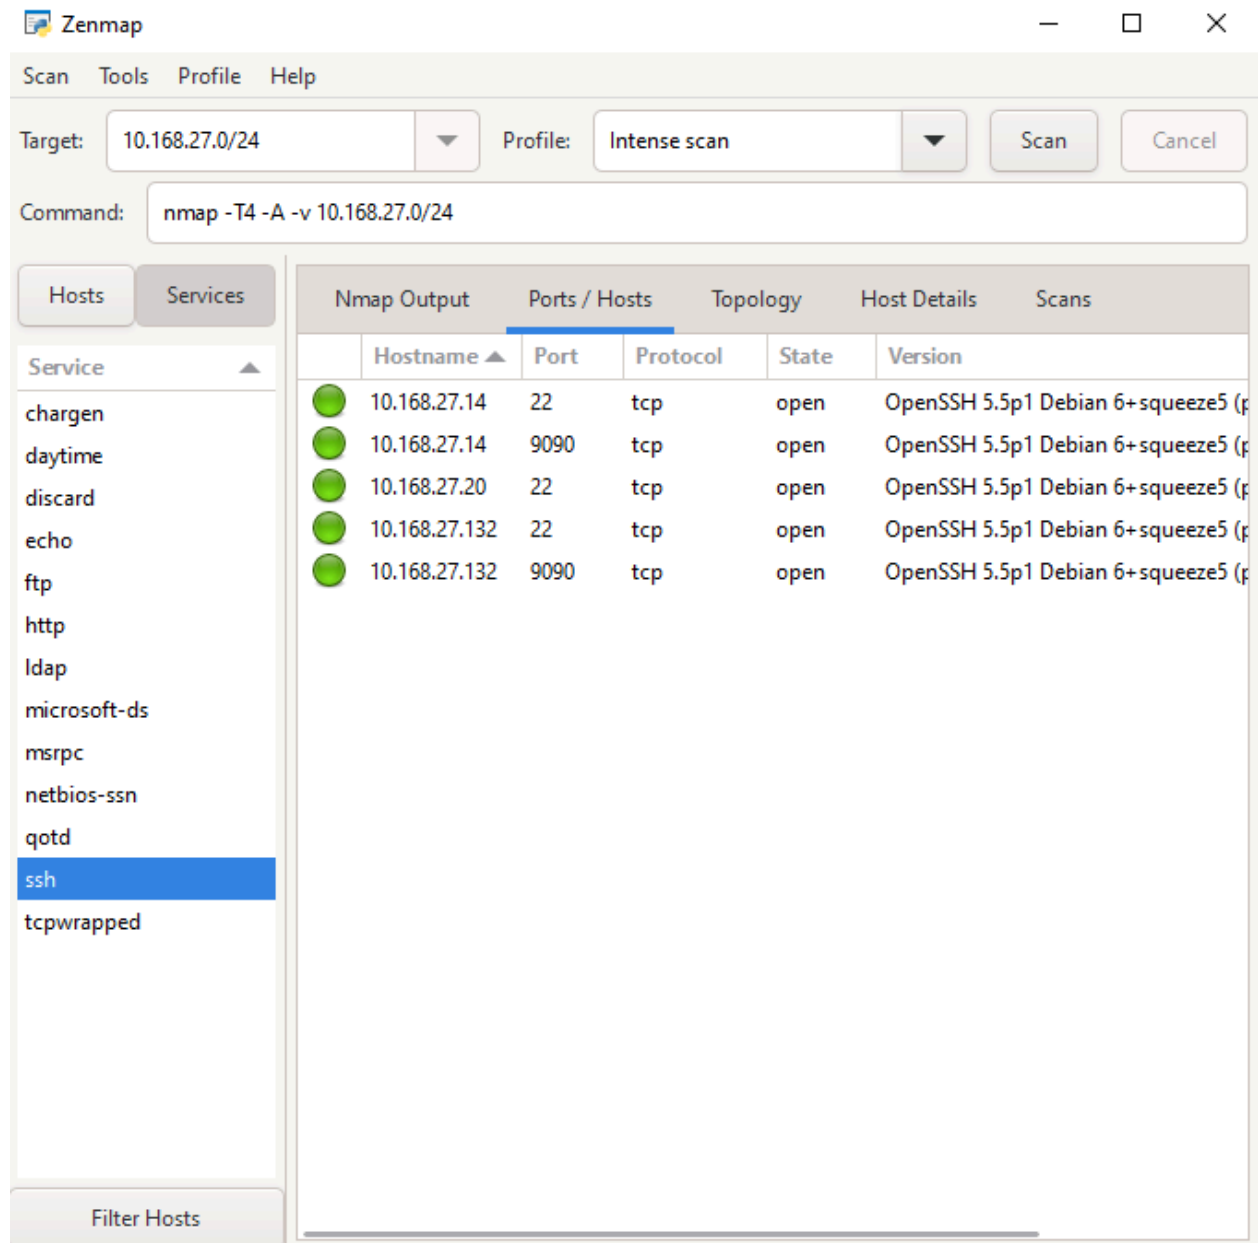 Zenmap
Scan Tools Profile Help
Target: 10.168.27.0/24 Profile: Intense scan Scan Cancel
Command: nmap -T4 -A -v 10.168.27.0/24
Hosts Services
Service
chargen
daytime
discard
echo
ftp
http
ldap
microsoft-ds
msrpc
netbios-ssn
qotd
ssh
tcpwrapped
Filter Hosts
Nmap Output Ports / Hosts Topology Host Details Scans
Hostname Port Protocol State Version
10.168.27.14 22 tcp open OpenSSH 5.5p1 Debian 6+squeeze5 (p
10.168.27.14 9090 tcp open OpenSSH 5.5p1 Debian 6+squeeze5 (p
10.168.27.20 22 tcp open OpenSSH 5.5p1 Debian 6+squeeze5 (p
10.168.27.132 22 tcp open OpenSSH 5.5p1 Debian 6+squeeze5 (p
10.168.27.132 9090 tcp open OpenSSH 5.5p1 Debian 6+squeeze5 (p